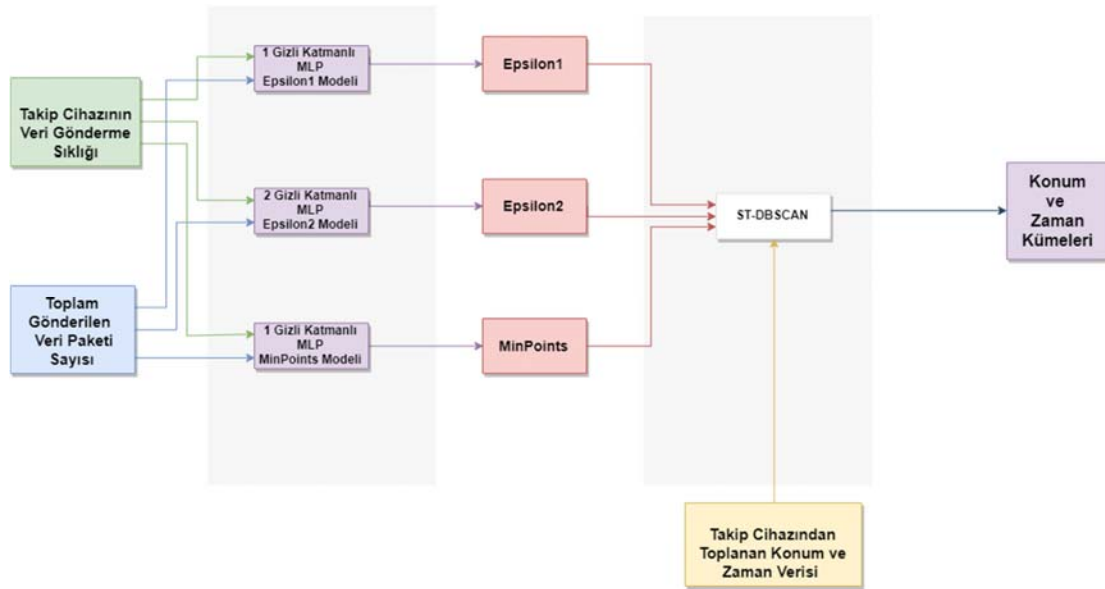 Takip Cihazının
Veri Gönderme
Sıklığı
Toplam
Gönderilen
Veri Paketi
Sayısı
1 Gizli Katmanlı
MLP
Epsilon1 Modeli
2 Gizli Katmanlı
MLP
Epsilon2 Modeli
1 Gizli Katmanlı
MLP
MinPoints Modeli
Epsilon1
Epsilon2
MinPoints
ST-DBSCAN
Takip Cihazından
Toplanan Konum ve
Zaman Verisi
Konum
ve
Zaman
Kümeleri